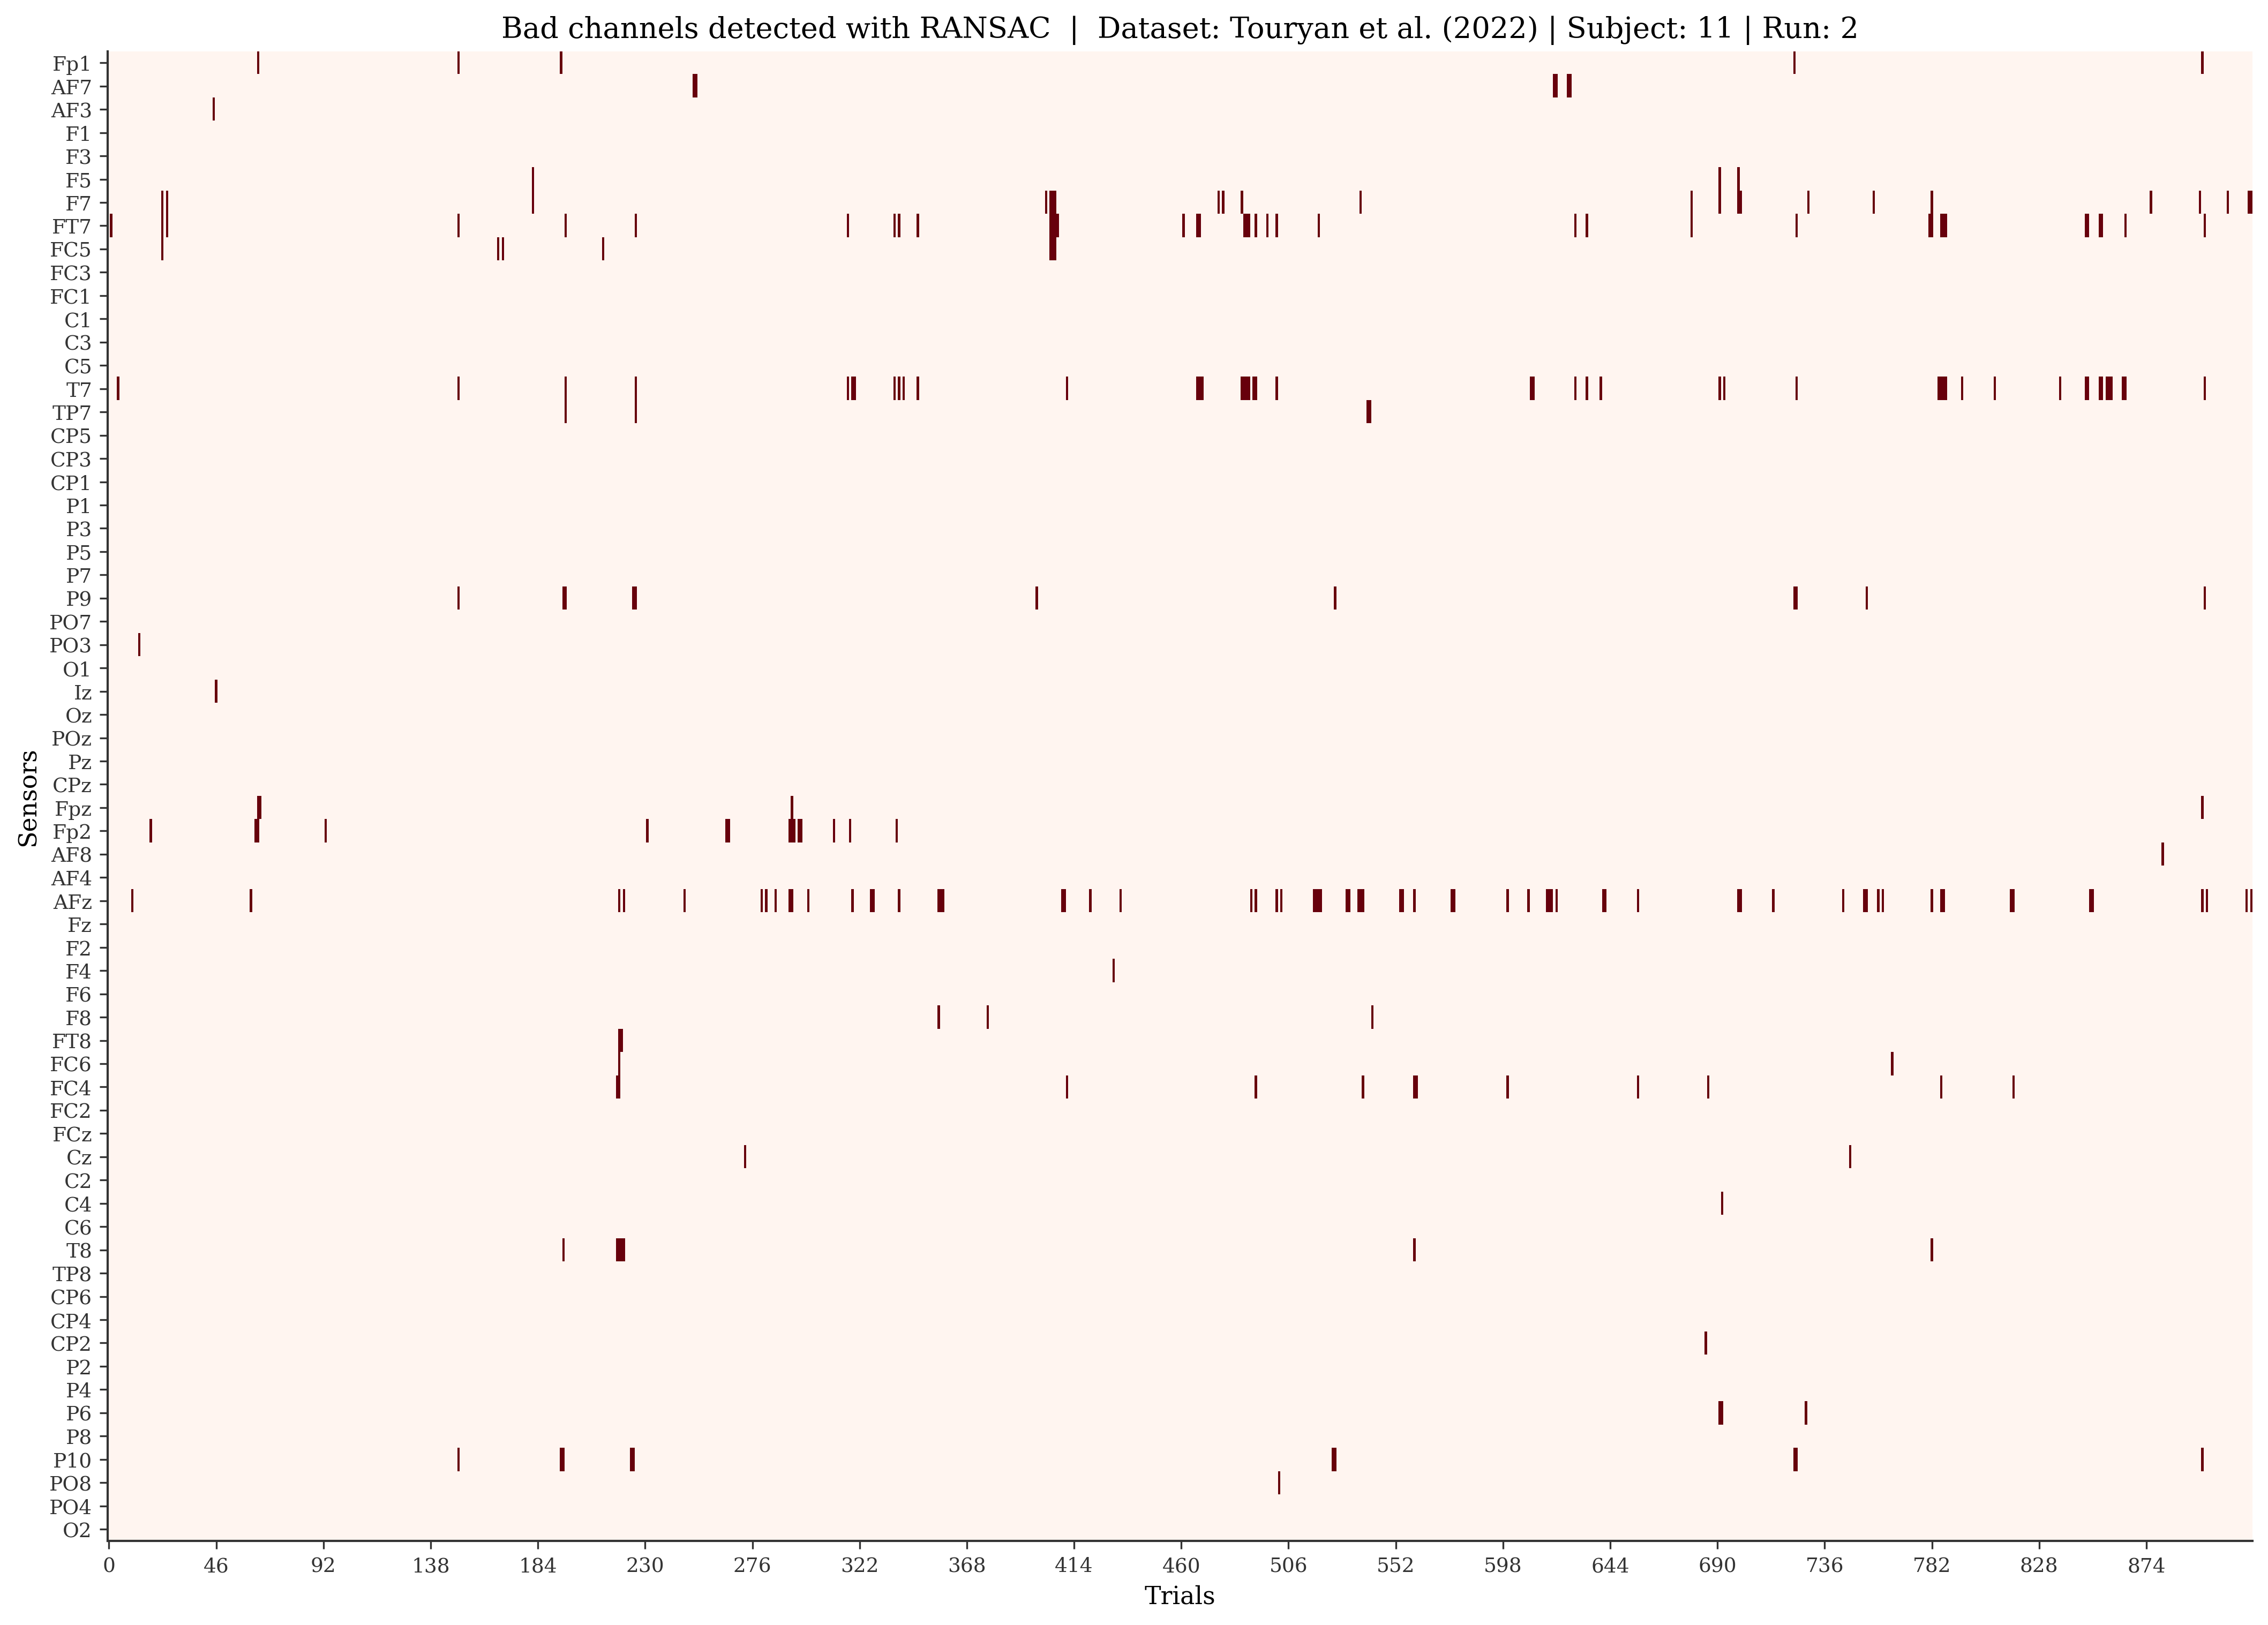 Bad channels detected with RANSAC | Dataset: Touryan et al. (2022) | Subject: 11 | Run: 2
Fp1
AF7
AF3
F1
F3
F5
F7
FT7
FC5
FC3
FC1
C1
C3
C5
T7
TP7
CP5
CP3
CP1
P1
P3
P5
P7
P9
PO7
PO3
O1
Iz
Oz
POz
Pz
CPz
Fpz
Fp2
AF8
AF4
AFz
Fz
F2
F4
F6
F8
FT8
FC6
FC4
FC2
FCz
Cz
C2
C4
C6
T8
TP8
CP6
CP4
CP2
P2
P4
P6
P8
P10
PO8
PO4
O2
Sensors
0 46 92 138 184 230 276 322 368 414 460 506 552 598 644 690 736 782 828 874
Trials